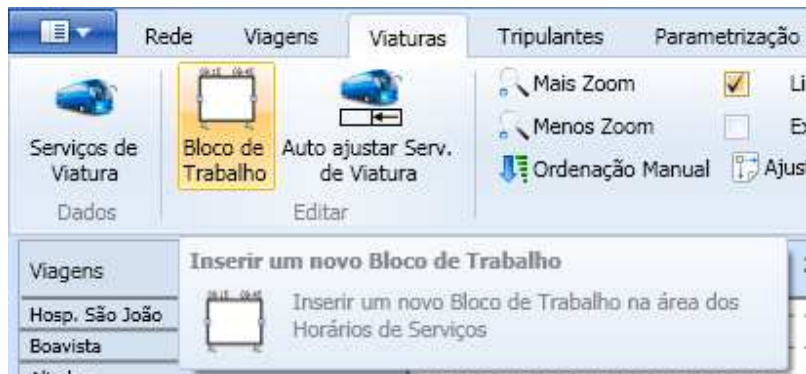 Rede Viagens Viaturas Tripulantes Parametrização
Serviços de Viatura
Bloco de Trabalho
Auto ajustar Serv. de Viatura
Mais Zoom
Menos Zoom
Ordenação Manual
Dados
Editar
Viagens
Hosp. São João
Boavista
Inserir um novo Bloco de Trabalho
Inserir um novo Bloco de Trabalho na área dos
Horários de Serviços